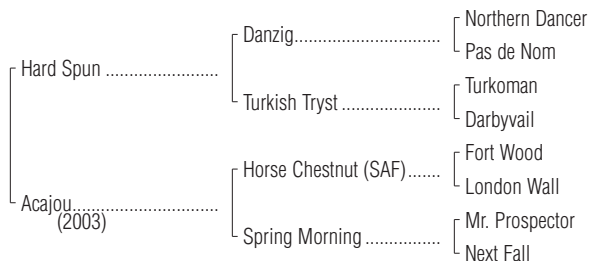 Northern Dancer
Danzig..............................
Pas de Nom
Hard Spun ........................
Turkoman
Turkish Tryst .....................
Darbyvail
Fort Wood
Horse Chestnut (SAF).......
London Wall
Acajou...............................
(2003)
Mr. Prospector
Spring Morning ................
Next Fall